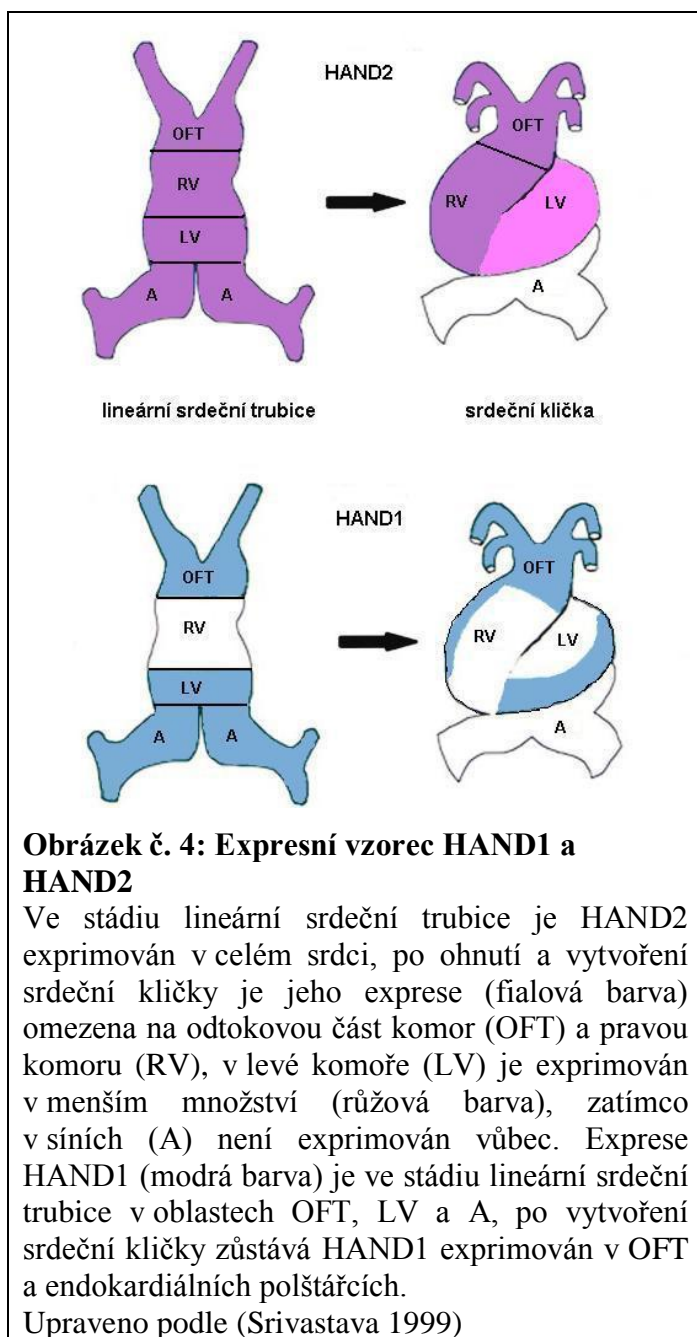 HAND2
OFT
RV
LV
A A
OFT
RV
LV
A
lineární srdeční trubice
srdeční klička
HAND1
OFT
RV
LV
A A
OFT
RV
LV
A
Obrázek č. 4: Expresní vzorec HAND1 a
HAND2
Ve stádiu lineární srdeční trubice je HAND2
exprimován v celém srdci, po ohnutí a vytvoření
srdeční kličky je jeho exprese (fialová barva)
omezena na odtokovou část komor (OFT) a pravou
komoru (RV), v levé komoře (LV) je exprimován
v menším množství (růžová barva), zatímco
v síních (A) není exprimován vůbec. Exprese
HAND1 (modrá barva) je ve stádiu lineární srdeční
trubice v oblastech OFT, LV a A, po vytvoření
srdeční kličky zůstává HAND1 exprimován v OFT
a endokardiálních polštářcích.
Upraveno podle (Srivastava 1999)